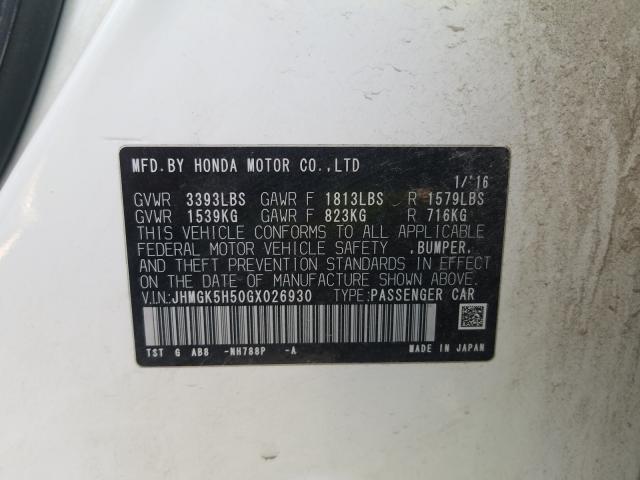 MFD.BY HONDA MOTOR CO.,LTD
1/'16
GVWR 3393LBS GAWR F 1813LBS R 1579LBS
GVWR 1539KG GAWR F 823KG R 716KG
THIS VEHICLE CONFORMS TO ALL APPLICABLE
FEDERAL MOTOR VEHICLE SAFETY ,BUMPER,
AND THEFT PREVENTION STANDARDS IN EFFECT
ON THE DATE OF MANUFACTURE SHOWN ABOVE.
V.I.N.:JHMGK5H50GX026930 TYPE:PASSENGER CAR
TST G AB8 -NH788P -A
MADE IN JAPAN